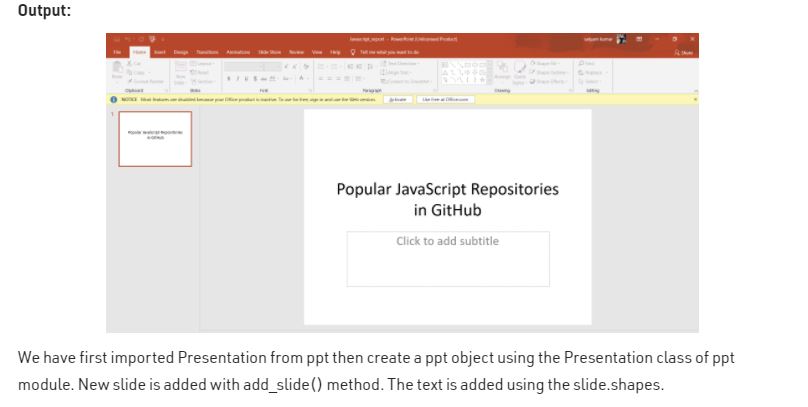 Output:
Javascript_report - PowerPoint (Unlicensed Product)
File Home Insert Design Transitions Animations Slide Show Review View Help Tell me what you want to do Share
Clipboard Slides Font Paragraph Drawing Editing
NOTICE Most features are disabled because your Office product is inactive. To use for free, sign in and use the Web version. Activate Use free at Office.com
1
Popular JavaScript Repositories
in GitHub
Popular JavaScript Repositories
in GitHub
Click to add subtitle
We have first imported Presentation from ppt then create a ppt object using the Presentation class of ppt
module. New slide is added with add_slide() method. The text is added using the slide.shapes.